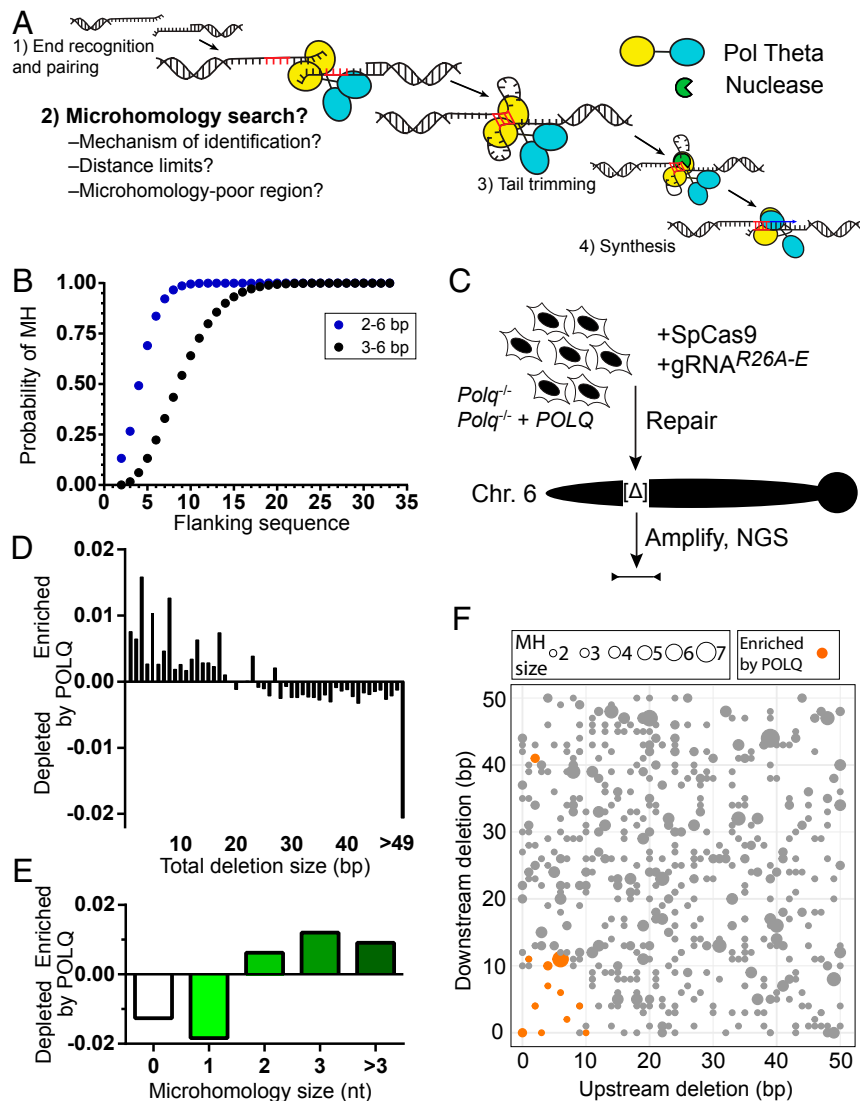 A
1) End recognition
and pairing
2) Microhomology search?
–Mechanism of identification?
–Distance limits?
–Microhomology-poor region?
3) Tail trimming
4) Synthesis
Pol Theta
Nuclease
B
Probability of MH
1.00
0.75
0.50
0.25
0.00
0 5 10 15 20 25 30 35
Flanking sequence
2-6 bp
3-6 bp
C
+SpCas9
+gRNA^R26A-E
Polq-/-
Polq-/- + POLQ
Repair
Chr. 6
[Δ]
Amplify, NGS
D
Depleted Enriched
by POLQ
0.02
0.01
0.00
-0.01
-0.02
10 20 30 40 >49
Total deletion size (bp)
E
Depleted Enriched
by POLQ
0.02
0.00
-0.02
0 1 2 3 >3
Microhomology size (nt)
F
MH
size
2 3 4 5 6 7
Enriched
by POLQ
Downstream deletion (bp)
50
40
30
20
10
0
0 10 20 30 40 50
Upstream deletion (bp)